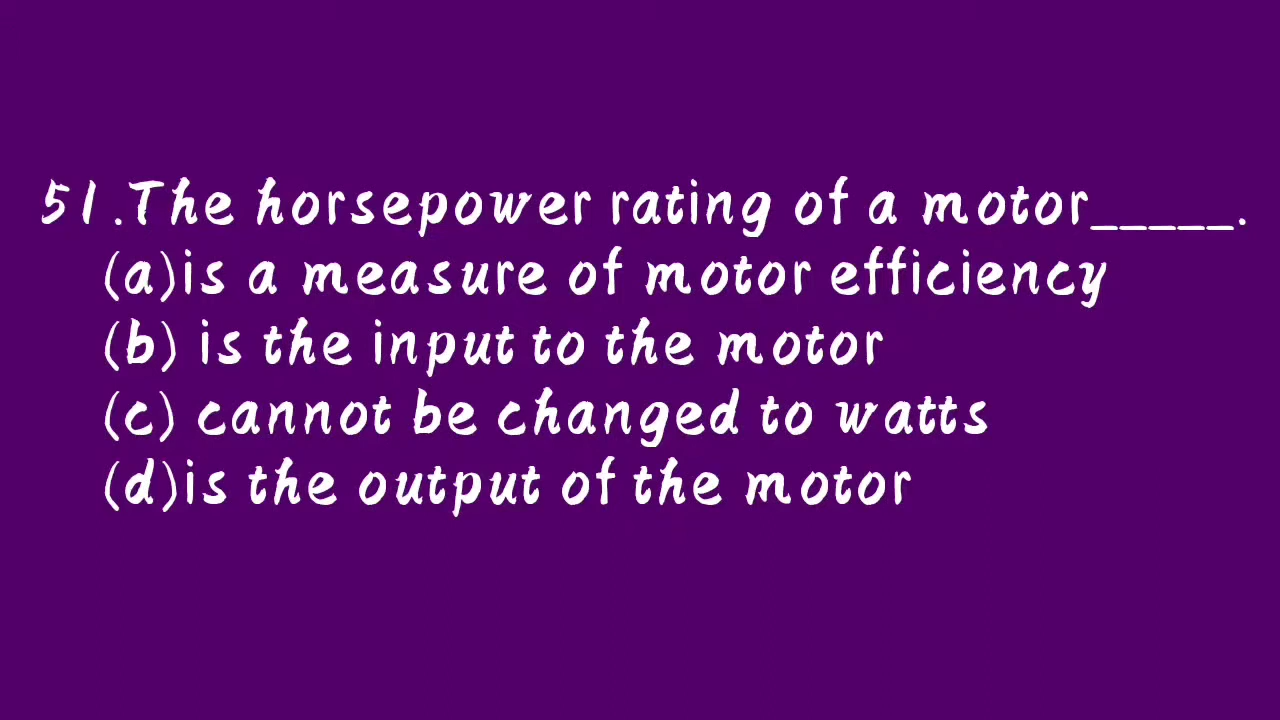 51.The horsepower rating of a motor_____.
(a)is a measure of motor efficiency
(b) is the input to the motor
(c) cannot be changed to watts
(d)is the output of the motor